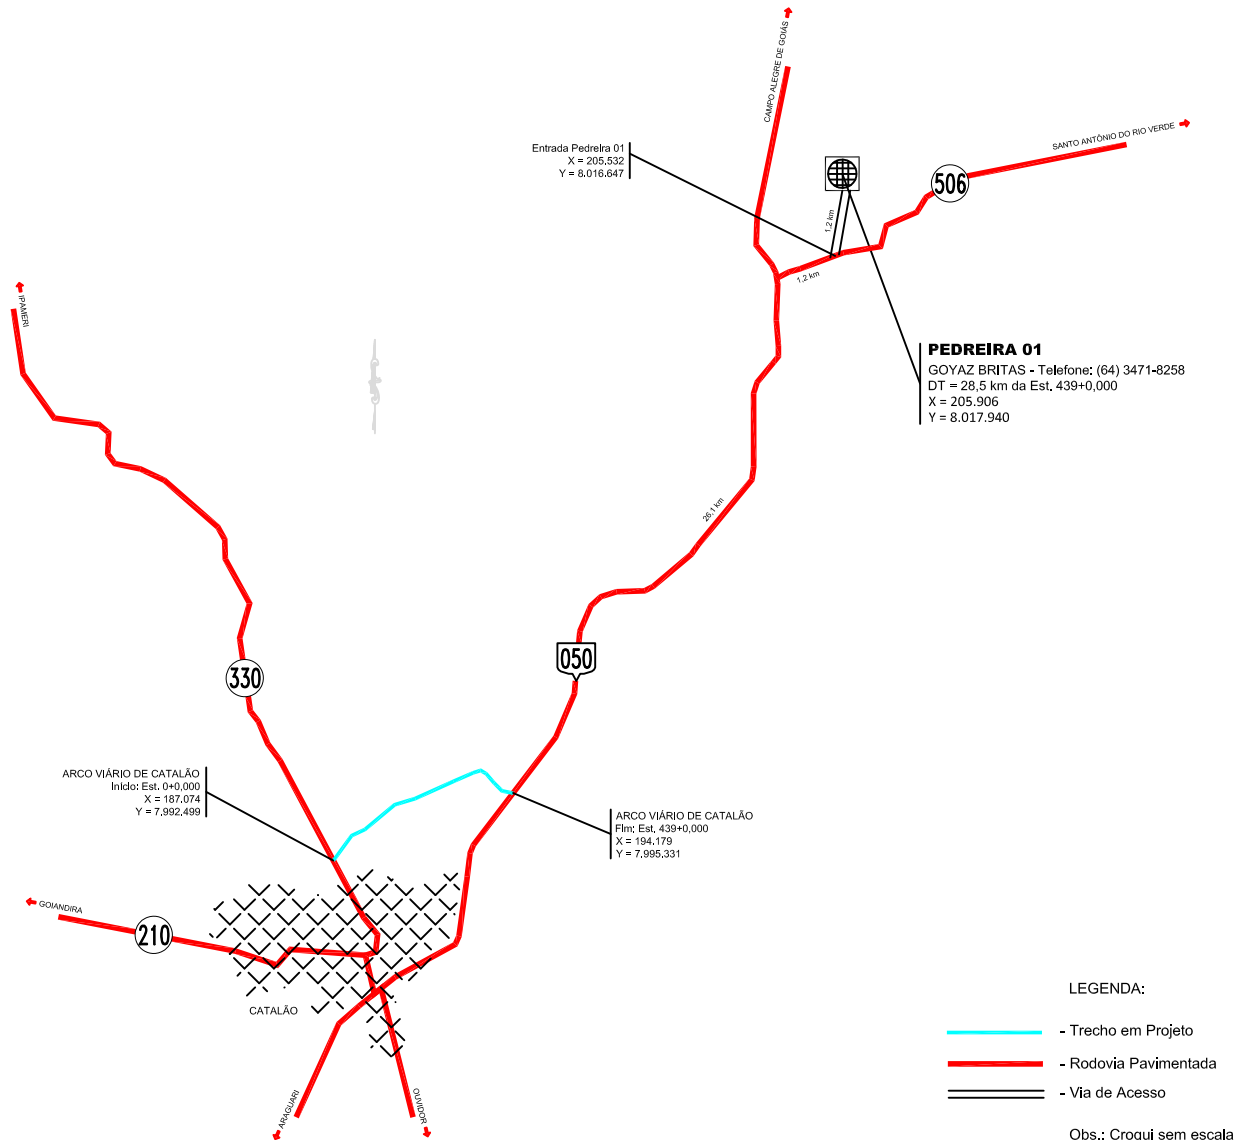 CAMPO ALEGRE DE GOIÁS
SANTO ANTÔNIO DO RIO VERDE
Entrada Pedreira 01
X = 205.532
Y = 8.016.647
506
1,2 km
1,2 km
IPAMERI
PEDREIRA 01
GOYAZ BRITAS - Telefone: (64) 3471-8258
DT = 28,5 km da Est. 439+0,000
X = 205.906
Y = 8.017.940
26,1 km
050
330
ARCO VIÁRIO DE CATALÃO
Início: Est. 0+0,000
X = 187.074
Y = 7.992.499
ARCO VIÁRIO DE CATALÃO
Fim: Est. 439+0,000
X = 194.179
Y = 7.995.331
GOIANDIRA
210
CATALÃO
ARAGUARI
OUVIDOR
LEGENDA:
- Trecho em Projeto
- Rodovia Pavimentada
- Via de Acesso
Obs.: Croqui sem escala